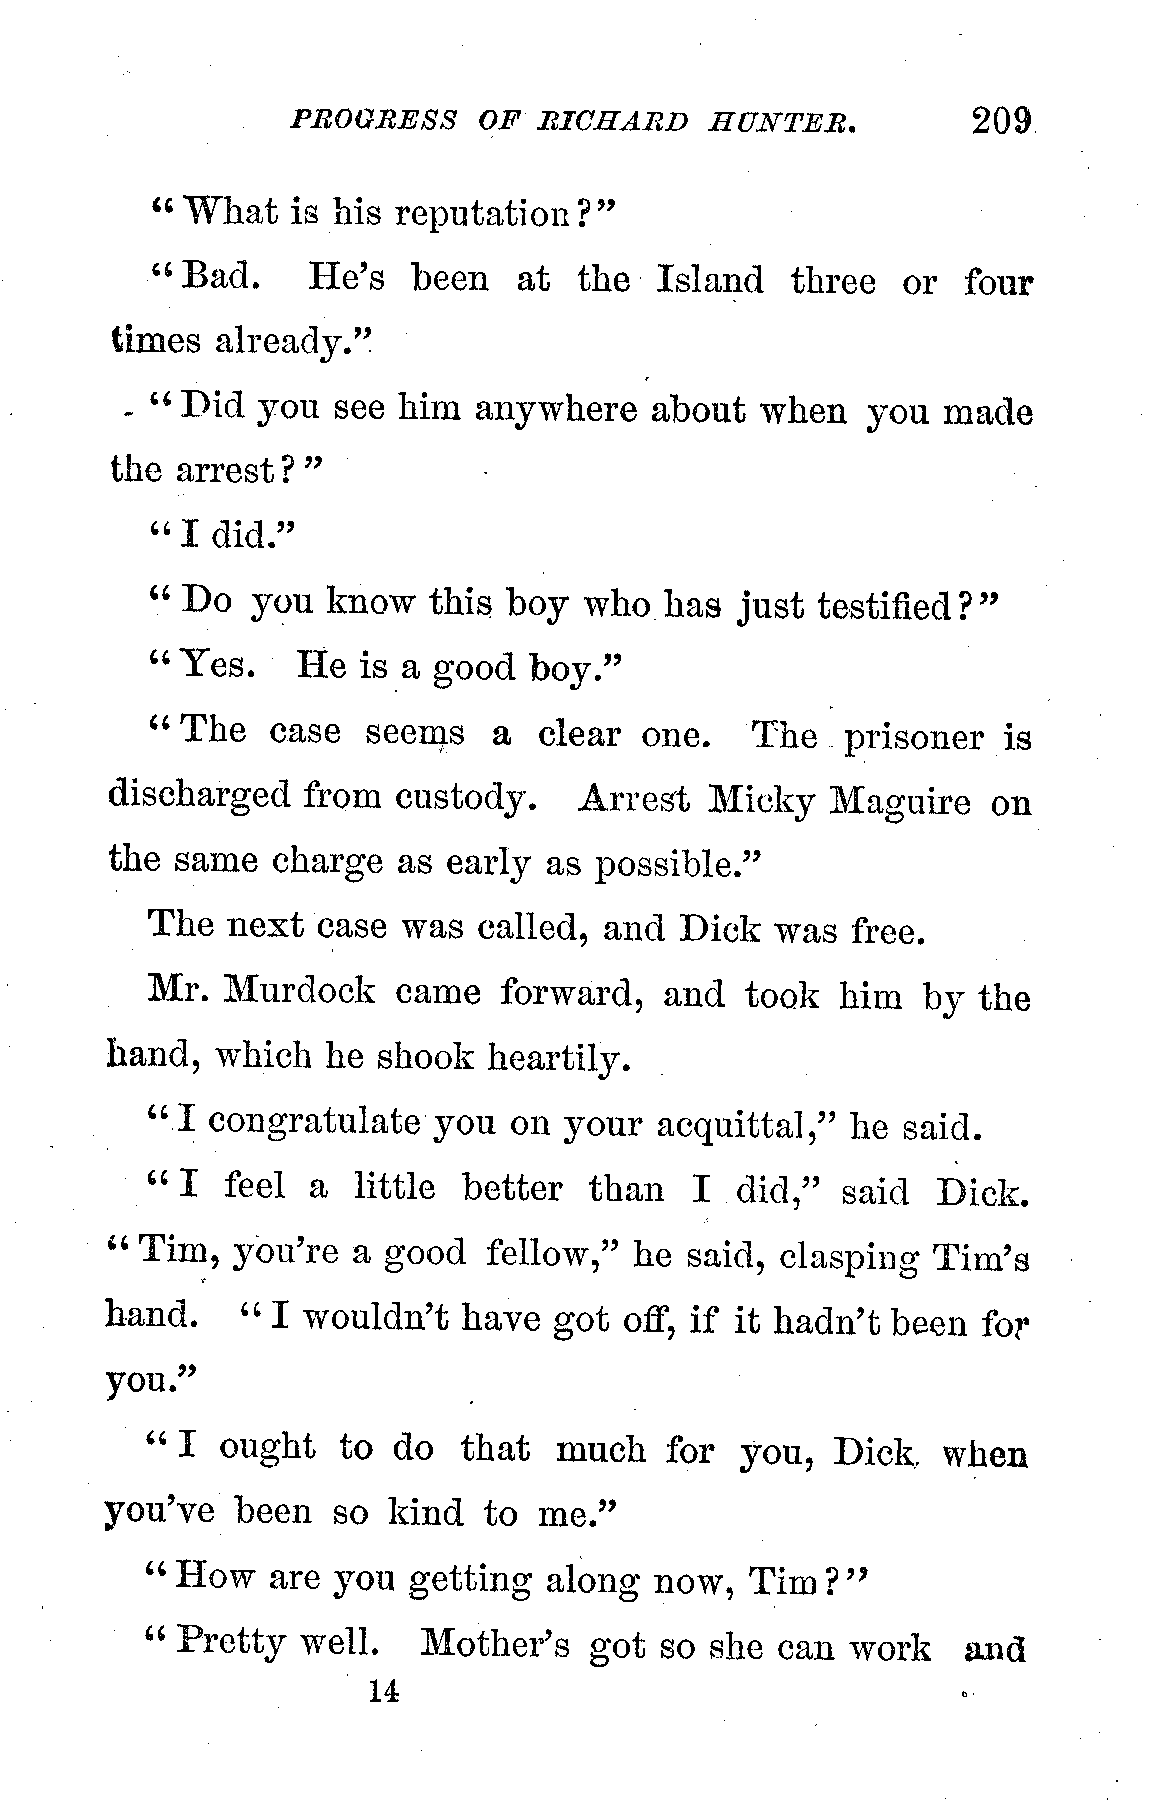 PROGRESS OF RICHARD HUNTER. 209
“What is his reputation?”
“Bad. He’s been at the Island three or four
times already.”
“Did you see him anywhere about when you made
the arrest?”
“I did.”
“Do you know this boy who has just testified?”
“Yes. He is a good boy.”
“The case seems a clear one. The prisoner is
discharged from custody. Arrest Micky Maguire on
the same charge as early as possible.”
The next case was called, and Dick was free.
Mr. Murdock came forward, and took him by the
hand, which he shook heartily.
“I congratulate you on your acquittal,” he said.
“I feel a little better than I did,” said Dick.
“Tim, you’re a good fellow,” he said, clasping Tim’s
hand. “I wouldn’t have got off, if it hadn’t been for
you.”
“I ought to do that much for you, Dick, when
you’ve been so kind to me.”
“How are you getting along now, Tim?”
“Pretty well. Mother’s got so she can work and
14